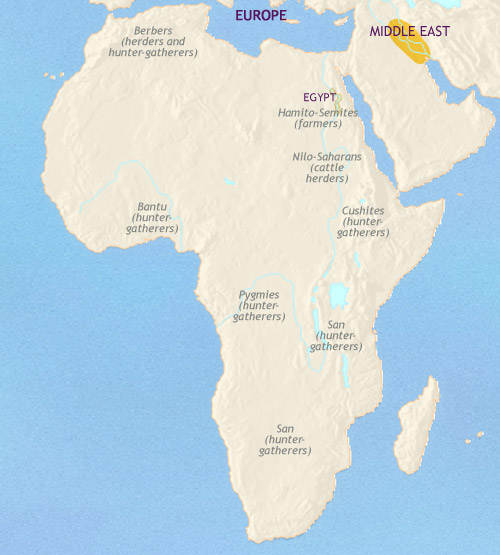 EUROPE
Berbers
(herders and
hunter-gatherers)
MIDDLE EAST
EGYPT
Hamito-Semites
(farmers)
Nilo-Saharans
(cattle
herders)
Bantu
(hunter-
gatherers)
Cushites
(hunter-
gatherers)
Pygmies
(hunter-
gatherers)
San
(hunter-
gatherers)
San
(hunter-
gatherers)